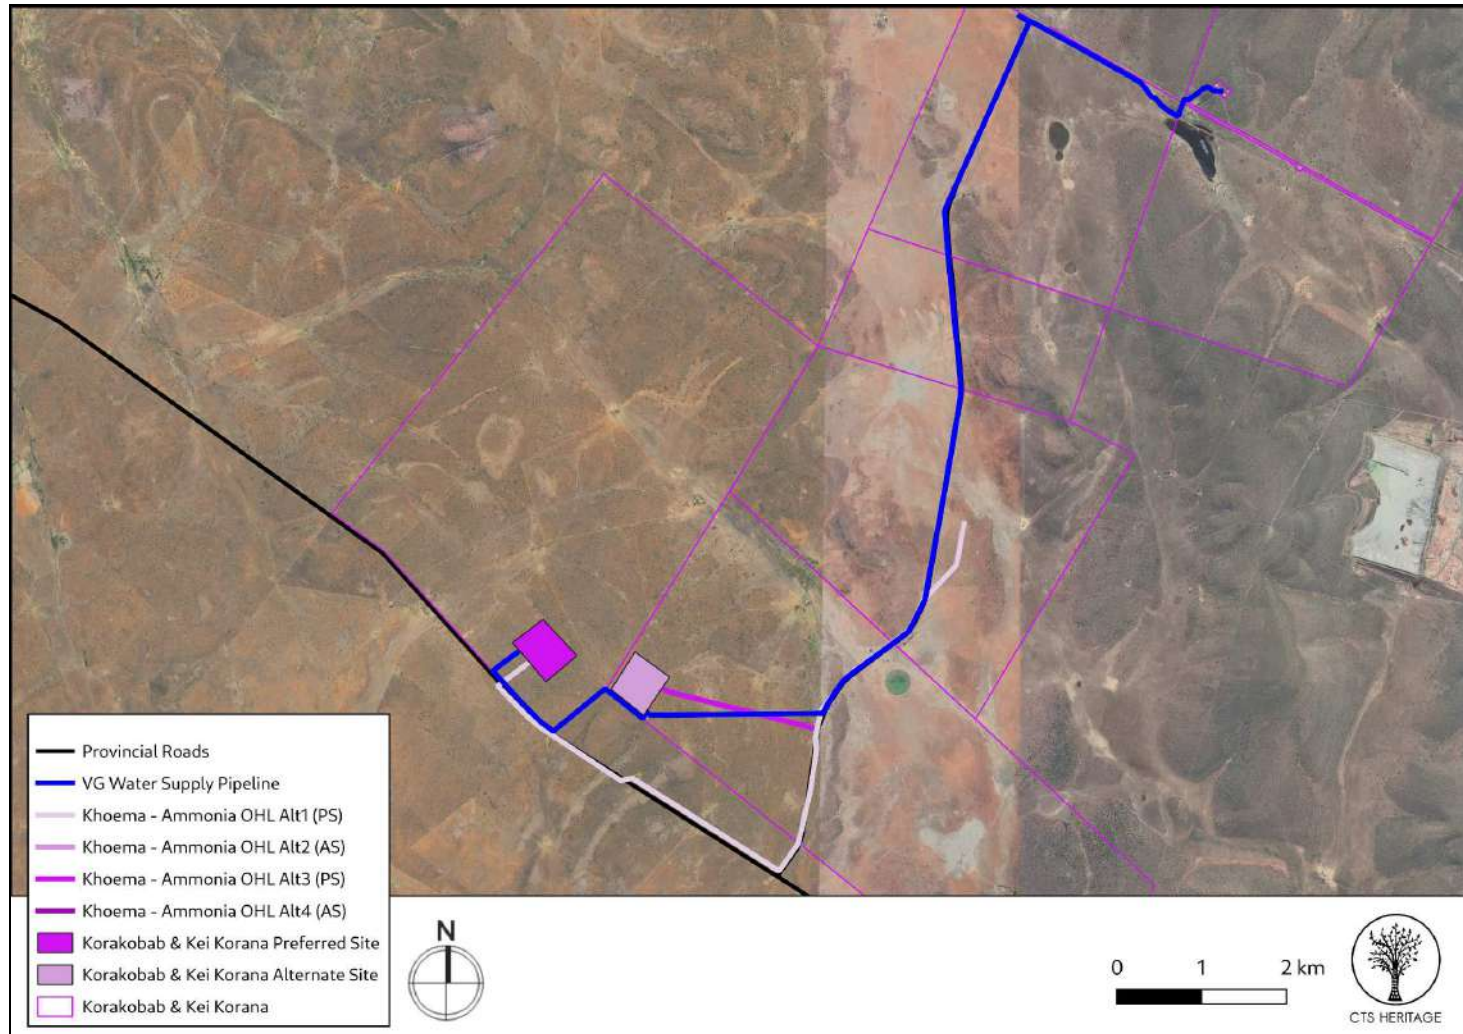 Provincial Roads
VG Water Supply Pipeline
Khoema - Ammonia OHL Alt1 (PS)
Khoema - Ammonia OHL Alt2 (AS)
Khoema - Ammonia OHL Alt3 (PS)
Khoema - Ammonia OHL Alt4 (AS)
Korakobab & Kei Korana Preferred Site
Korakobab & Kei Korana Alternate Site
Korakobab & Kei Korana
N
0 1 2 km
CTS HERITAGE